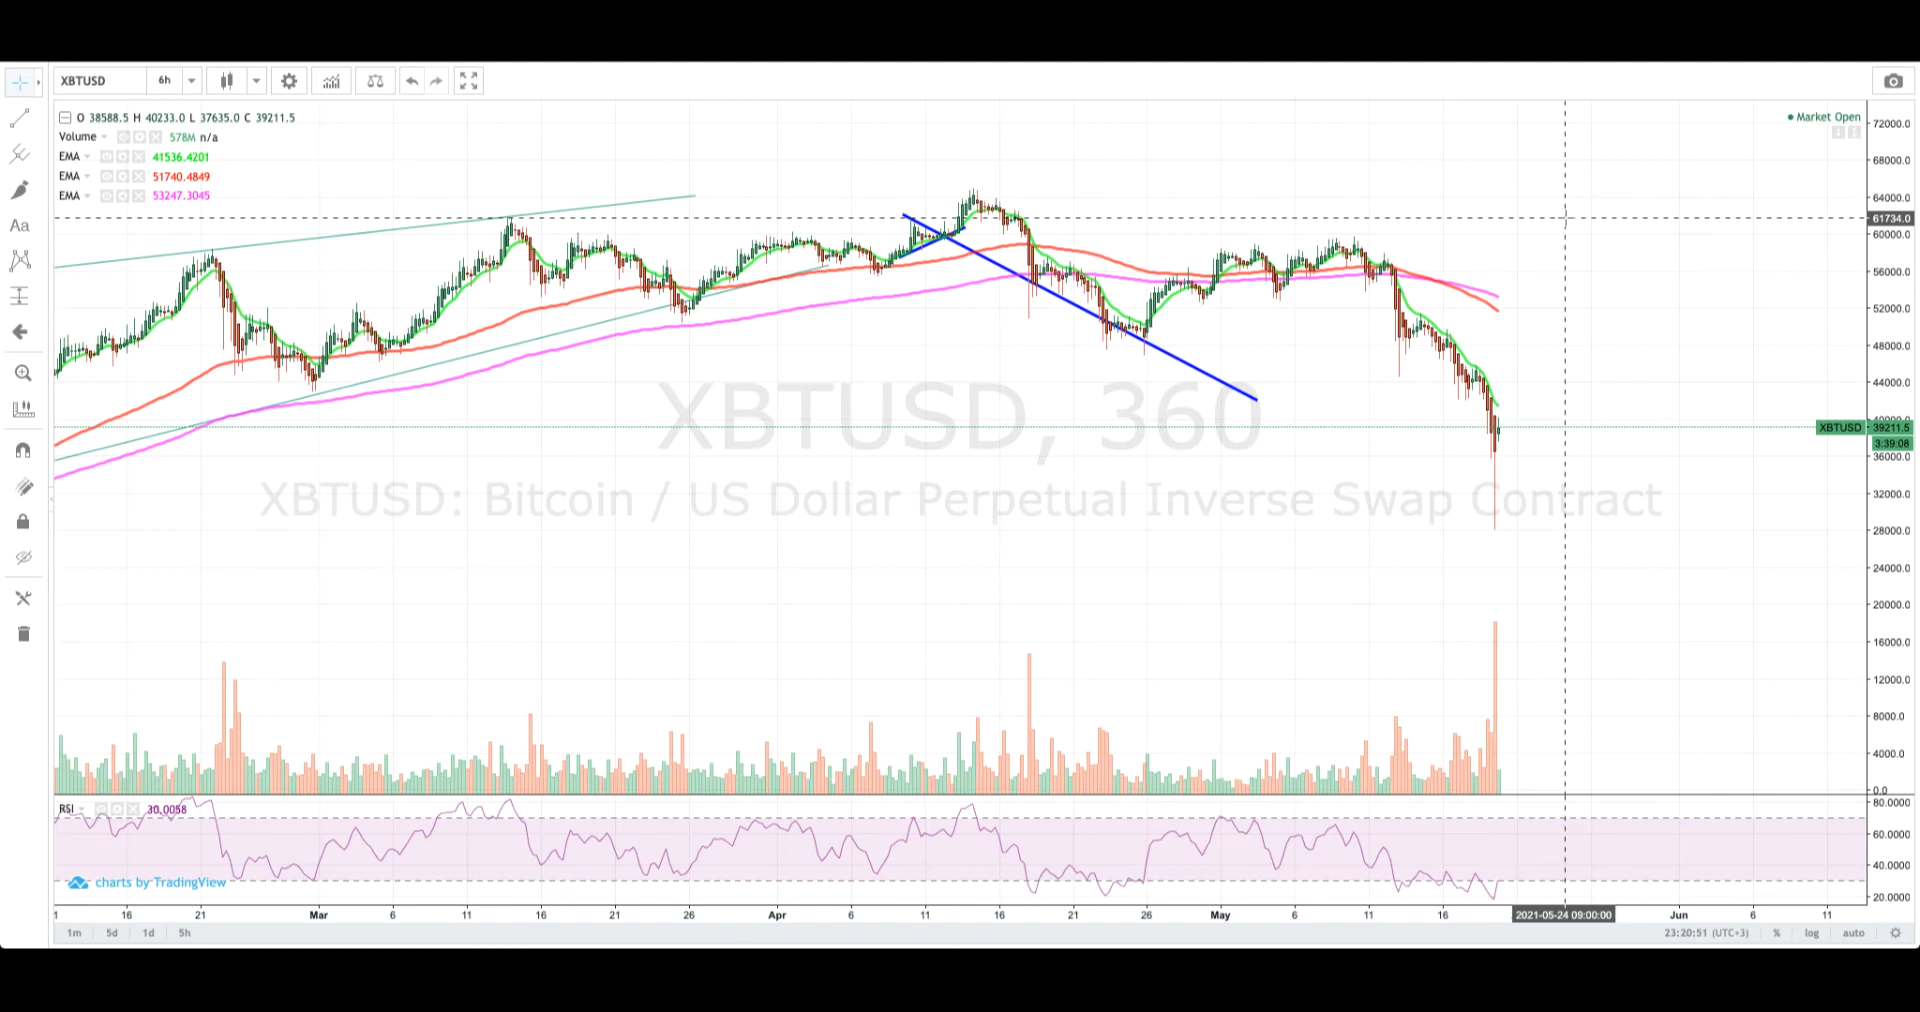 XBTUSD 6h
O 38588.5 H 40233.0 L 37635.0 C 39211.5
Market Open
Volume 578M n/a
EMA 41536.4201
EMA 51740.4849
EMA 53247.3045
Aa
72000.0
68000.0
64000.0
61734.0
60000.0
56000.0
52000.0
48000.0
44000.0
40000.0
XBTUSD 39211.5
3:39:08
36000.0
32000.0
28000.0
24000.0
20000.0
16000.0
12000.0
8000.0
4000.0
0.0
XBTUSD, 360
XBTUSD: Bitcoin / US Dollar Perpetual Inverse Swap Contract
RSI 30.0058
80.0000
60.0000
40.0000
20.0000
charts by TradingView
1 16 21 Mar 6 11 16 21 26 Apr 6 11 16 21 26 May 6 11 16 2021-05-24 09:00:00 Jun 6 11
1m 5d 1d 5h 23:20:51 (UTC+3) % log auto